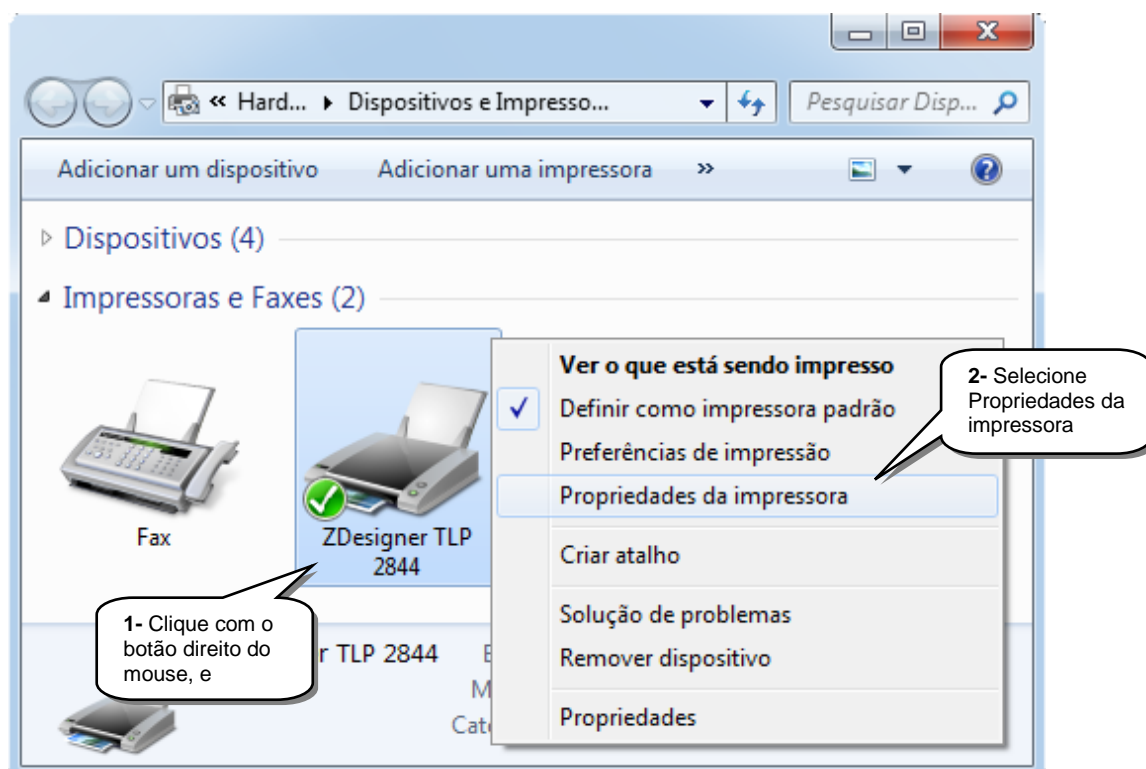 « Hard... Dispositivos e Impresso...
Pesquisar Disp...
Adicionar um dispositivo Adicionar uma impressora »
Dispositivos (4)
Impressoras e Faxes (2)
Fax
ZDesigner TLP
2844
Ver o que está sendo impresso
Definir como impressora padrão
Preferências de impressão
Propriedades da impressora
Criar atalho
Solução de problemas
Remover dispositivo
Propriedades
2- Selecione
Propriedades da
impressora
1- Clique com o
botão direito do
mouse, e
r TLP 2844